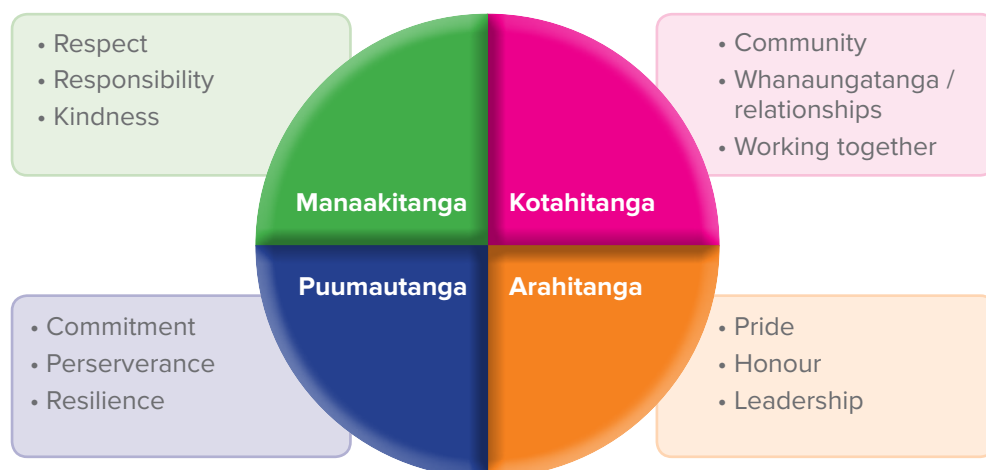 • Respect
• Responsibility
• Kindness
• Community
• Whanaungatanga /
relationships
• Working together
Manaakitanga
Kotahitanga
Puumautanga
Arahitanga
• Commitment
• Perserverance
• Resilience
• Pride
• Honour
• Leadership